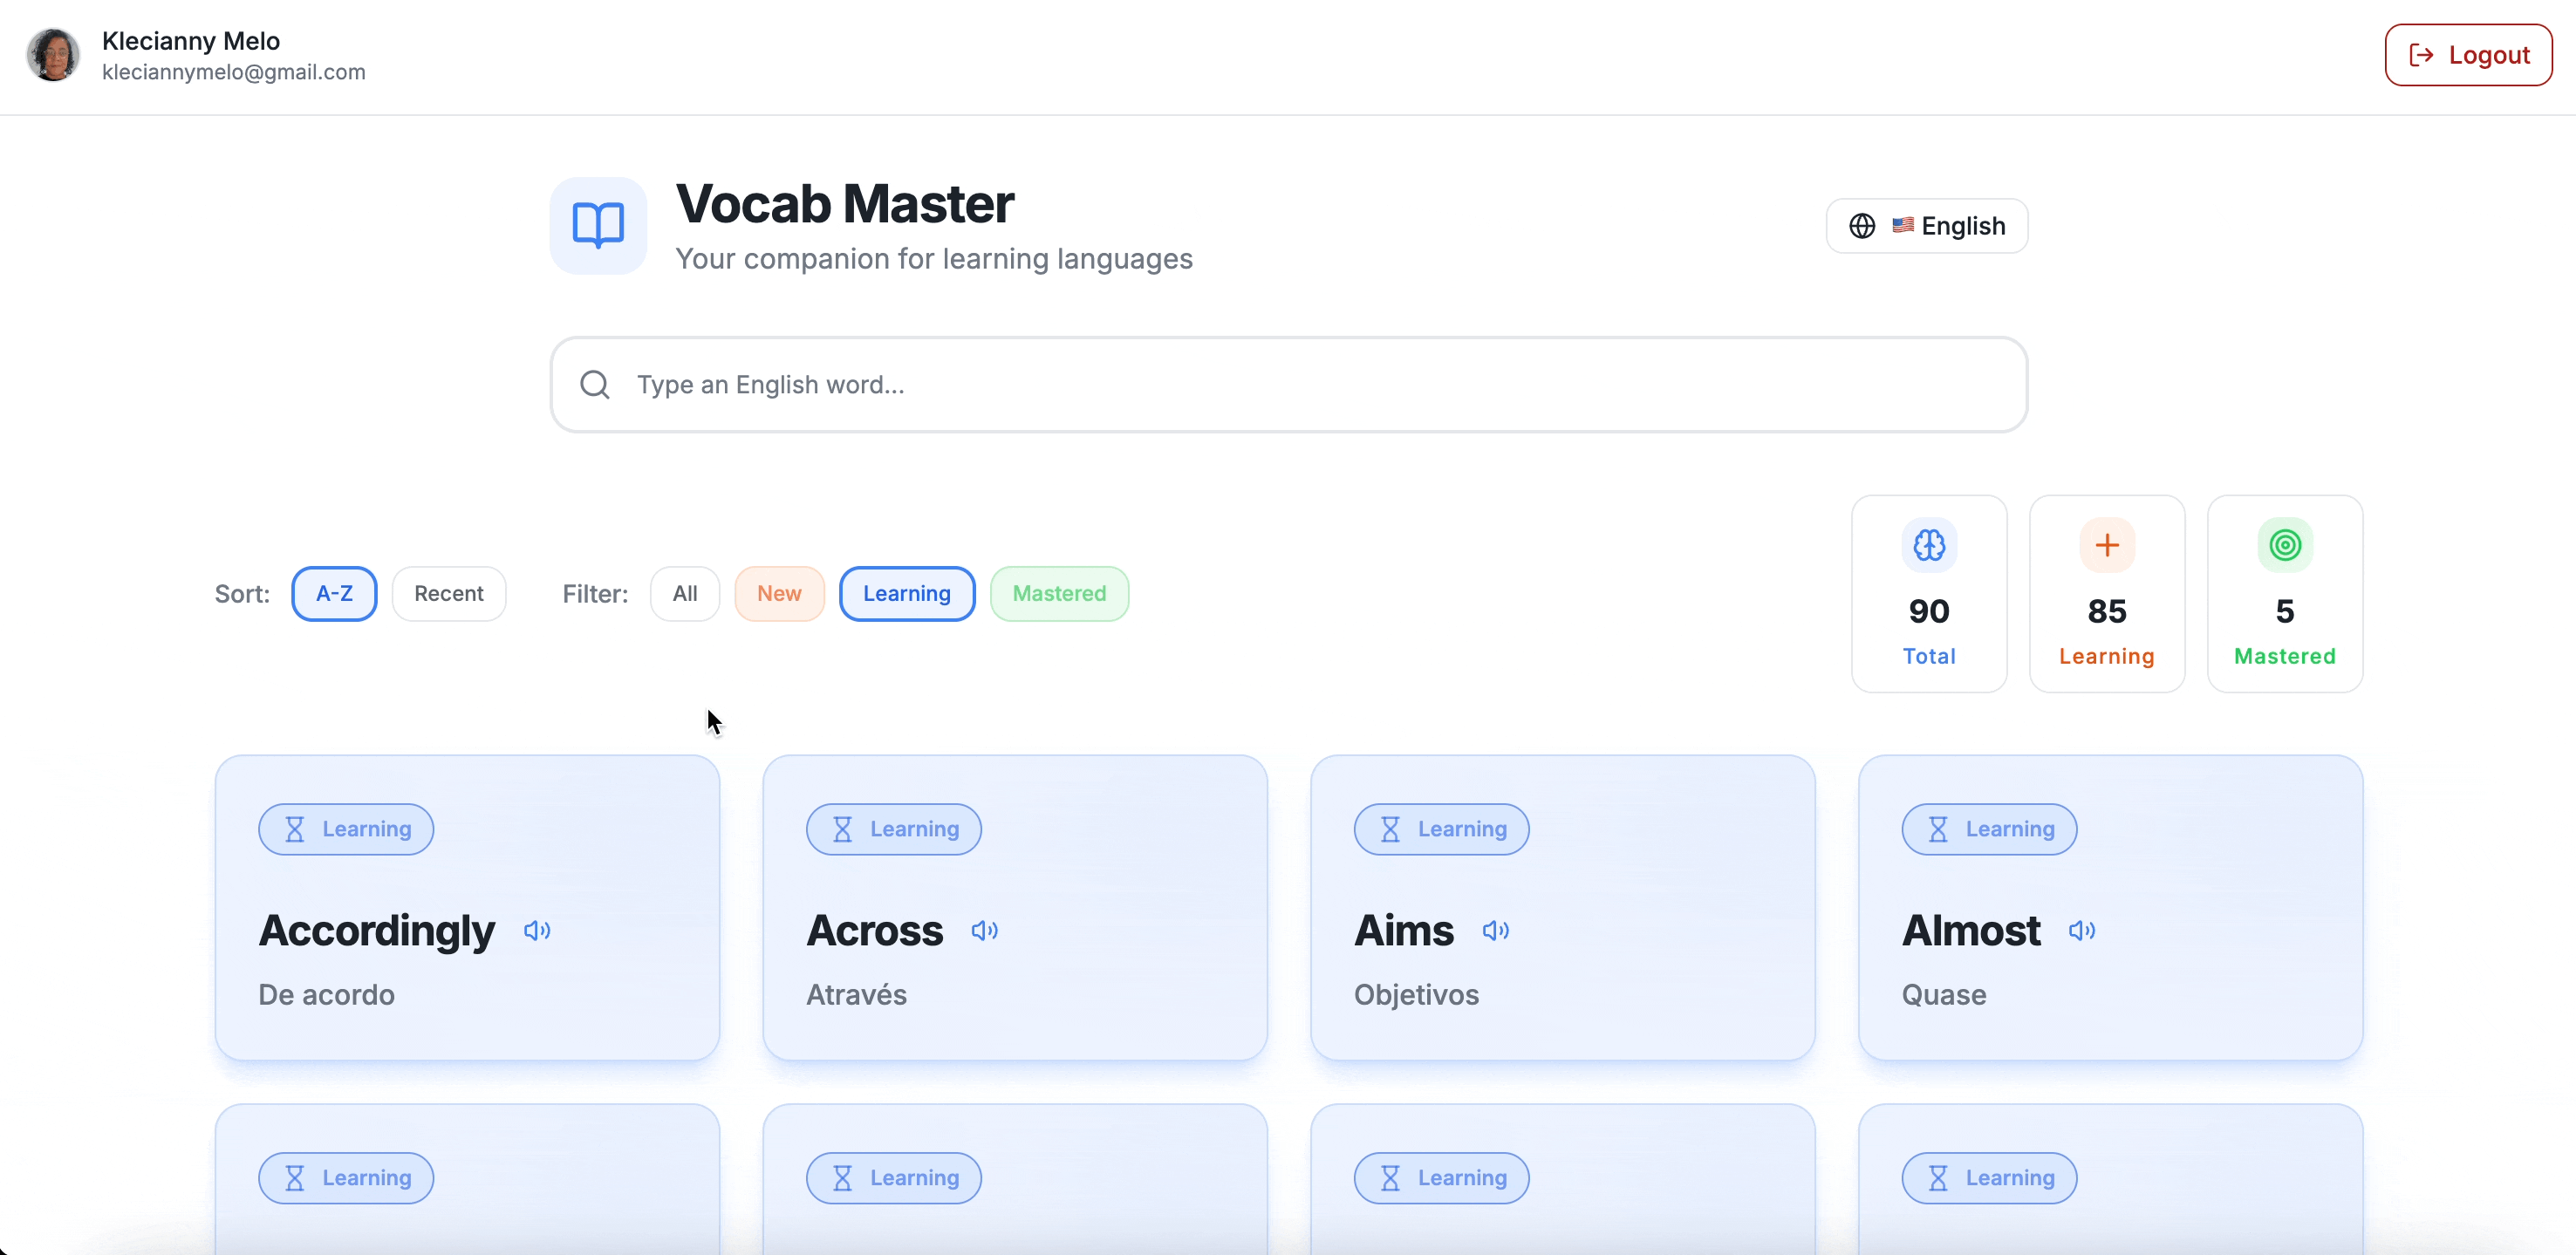 Klecianny Melo
kleciannymelo@gmail.com
Logout
Vocab Master
Your companion for learning languages
English
Type an English word...
Sort: A-Z Recent Filter: All New Learning Mastered
90 85 5
Total Learning Mastered
Learning Learning Learning Learning
Accordingly Across Aims Almost
De acordo Através Objetivos Quase
Learning Learning Learning Learning